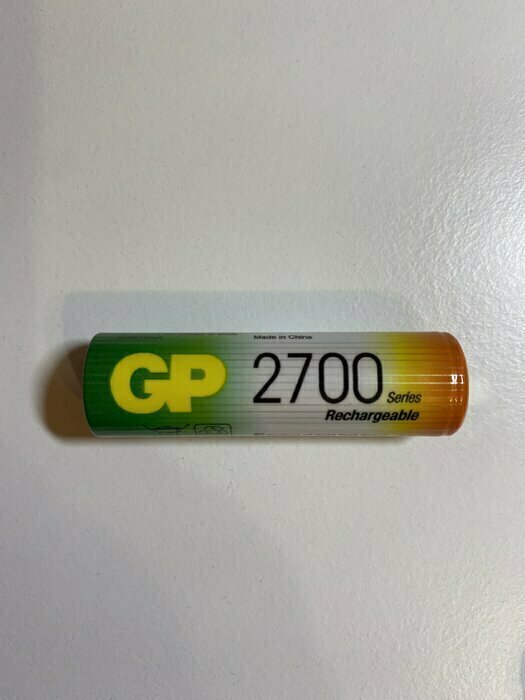 Made in China
GP
2700
Series
Rechargeable